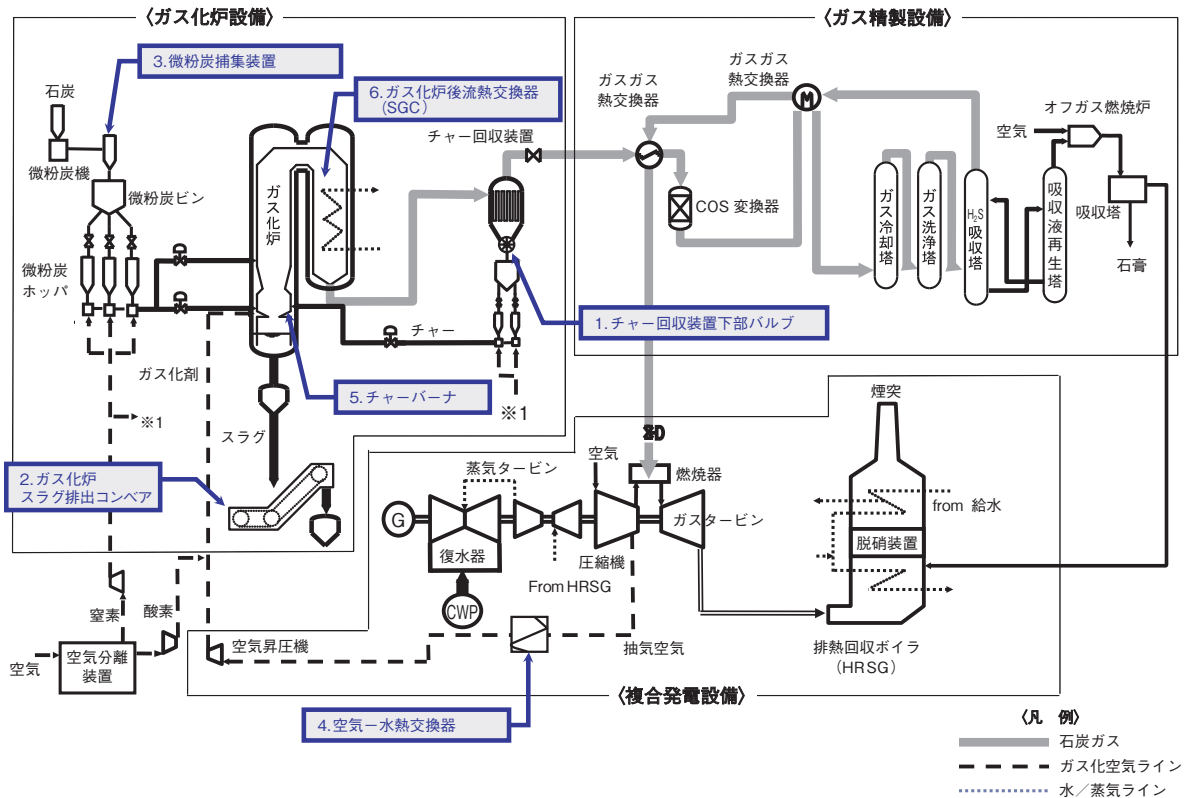 〈ガス化炉設備〉
〈ガス精製設備〉
3.微粉炭捕集装置
石炭
微粉炭機
微粉炭ビン
微粉炭
ホッパ
6.ガス化炉後流熱交換器
(SGC)
ガス化炉
チャー回収装置
ガスガス
熱交換器
ガスガス
熱交換器
COS 変換器
ガス冷却塔
ガス洗浄塔
H₂S吸収塔
吸収液再生塔
空気
オフガス燃焼炉
吸収塔
石膏
1.チャー回収装置下部バルブ
チャー
※1
ガス化剤
5.チャーバーナ
※1
スラグ
2.ガス化炉
スラグ排出コンベア
蒸気タービン
空気
燃焼器
ガスタービン
G
復水器
圧縮機
From HRSG
CWP
煙突
from 給水
脱硝装置
排熱回収ボイラ
(HRSG)
窒素
酸素
空気
空気分離
装置
空気昇圧機
抽気空気
4.空気ー水熱交換器
〈複合発電設備〉
〈凡 例〉
石炭ガス
ガス化空気ライン
水／蒸気ライン